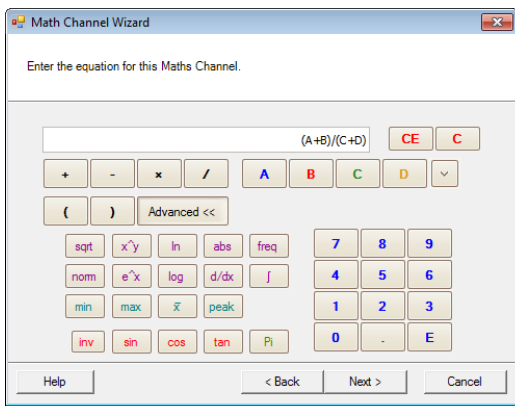 Math Channel Wizard
Enter the equation for this Maths Channel.
(A+B)/(C+D) CE C
+ - × / A B C D
( ) Advanced <<
sqrt x^y ln abs freq 7 8 9
norm e^x log d/dx ∫ 4 5 6
min max x̄ peak 1 2 3
inv sin cos tan Pi 0 . E
Help < Back Next > Cancel